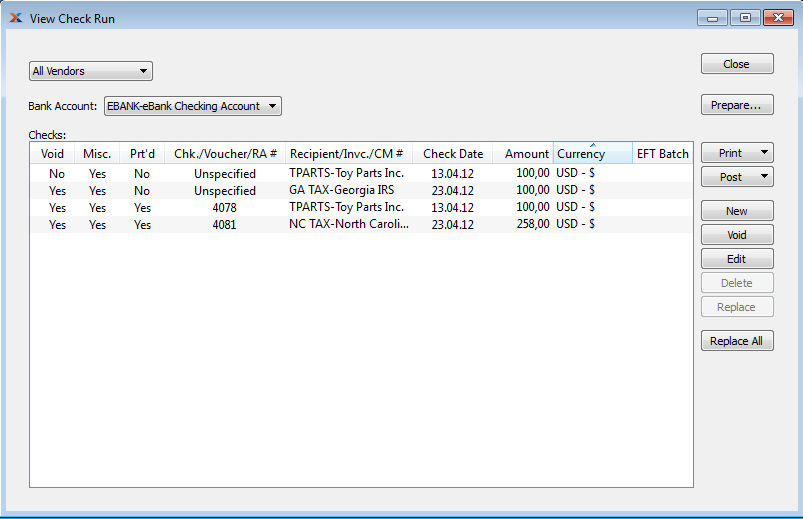 View Check Run
All Vendors
Close
Bank Account: EBANK-eBank Checking Account
Prepare...
Checks:
Void Misc. Prt'd Chk./Voucher/RA # Recipient/Invc./CM # Check Date Amount Currency EFT Batch
No Yes No Unspecified TPARTS-Toy Parts Inc. 13.04.12 100,00 USD - $
Yes Yes No Unspecified GA TAX-Georgia IRS 23.04.12 100,00 USD - $
Yes Yes Yes 4078 TPARTS-Toy Parts Inc. 13.04.12 100,00 USD - $
Yes Yes Yes 4081 NC TAX-North Caroli... 23.04.12 258,00 USD - $
Print
Post
New
Void
Edit
Delete
Replace
Replace All